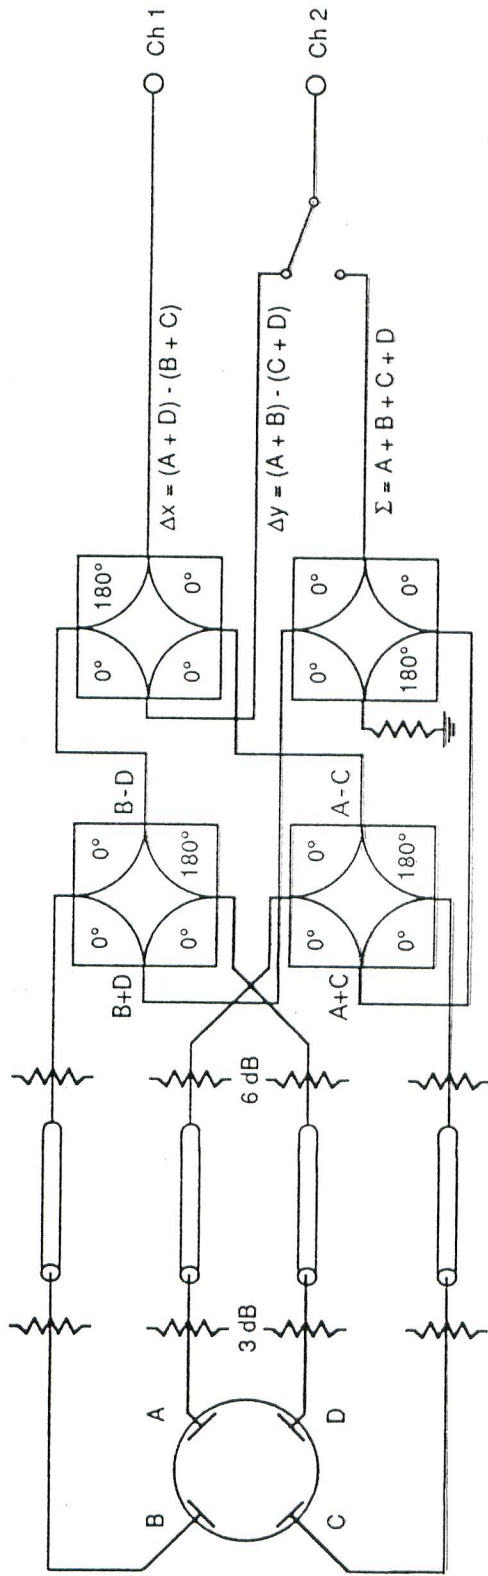 B
A
C
D
3 dB
6 dB
B+D
B - D
0°
0°
0°
180°
A+C
A - C
0°
0°
0°
180°
0°
180°
0°
0°
0°
0°
180°
0°
Δx = (A + D) - (B + C)
Δy = (A + B) - (C + D)
Σ = A + B + C + D
Ch 1
Ch 2